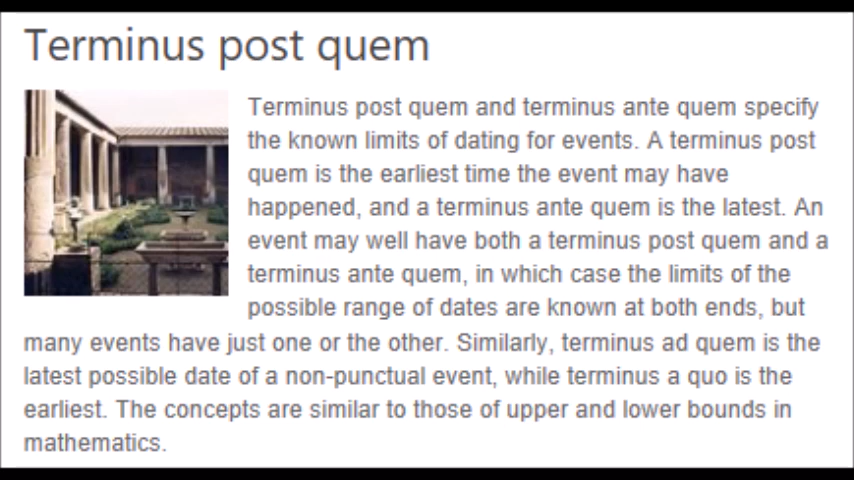 Terminus post quem
Terminus post quem and terminus ante quem specify
the known limits of dating for events. A terminus post
quem is the earliest time the event may have
happened, and a terminus ante quem is the latest. An
event may well have both a terminus post quem and a
terminus ante quem, in which case the limits of the
possible range of dates are known at both ends, but
many events have just one or the other. Similarly, terminus ad quem is the
latest possible date of a non-punctual event, while terminus a quo is the
earliest. The concepts are similar to those of upper and lower bounds in
mathematics.